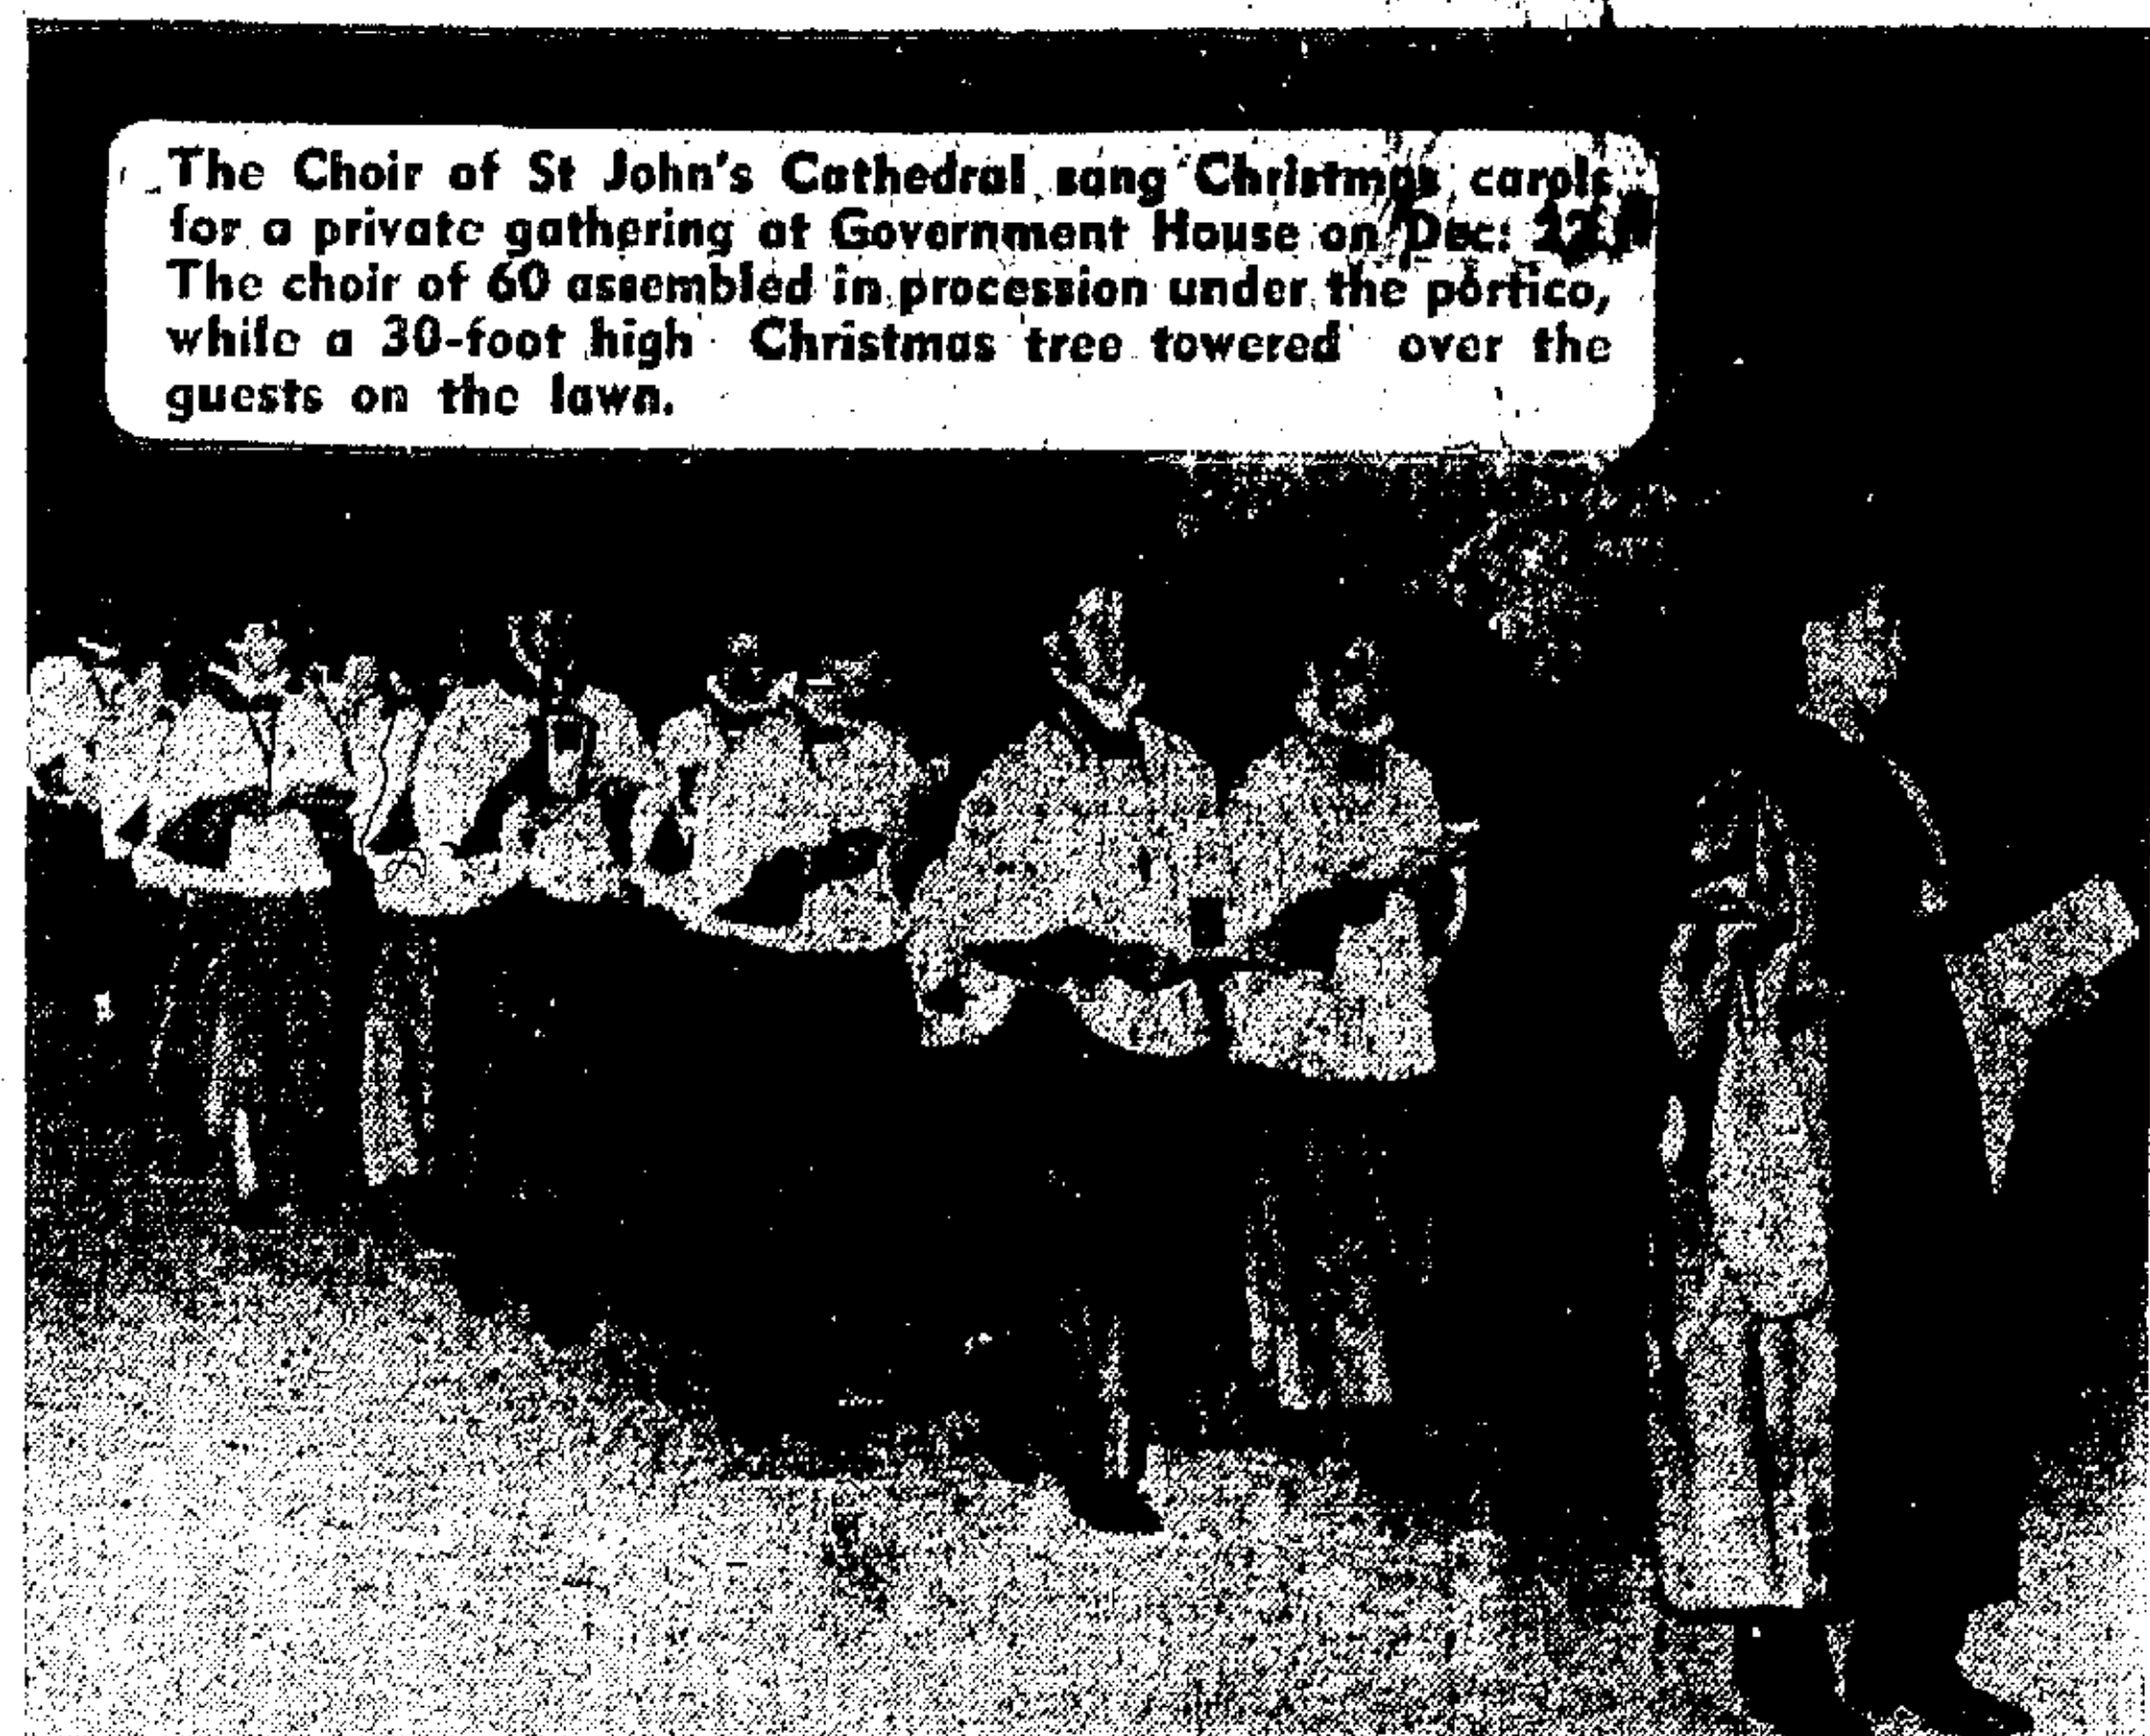 The Choir of St John's Cathedral sang Christmas carols
for a private gathering at Government House on Dec:
The choir of 60 assembled in procession under the portico,
while a 30-foot high Christmas tree towered over the
guests on the lawn.